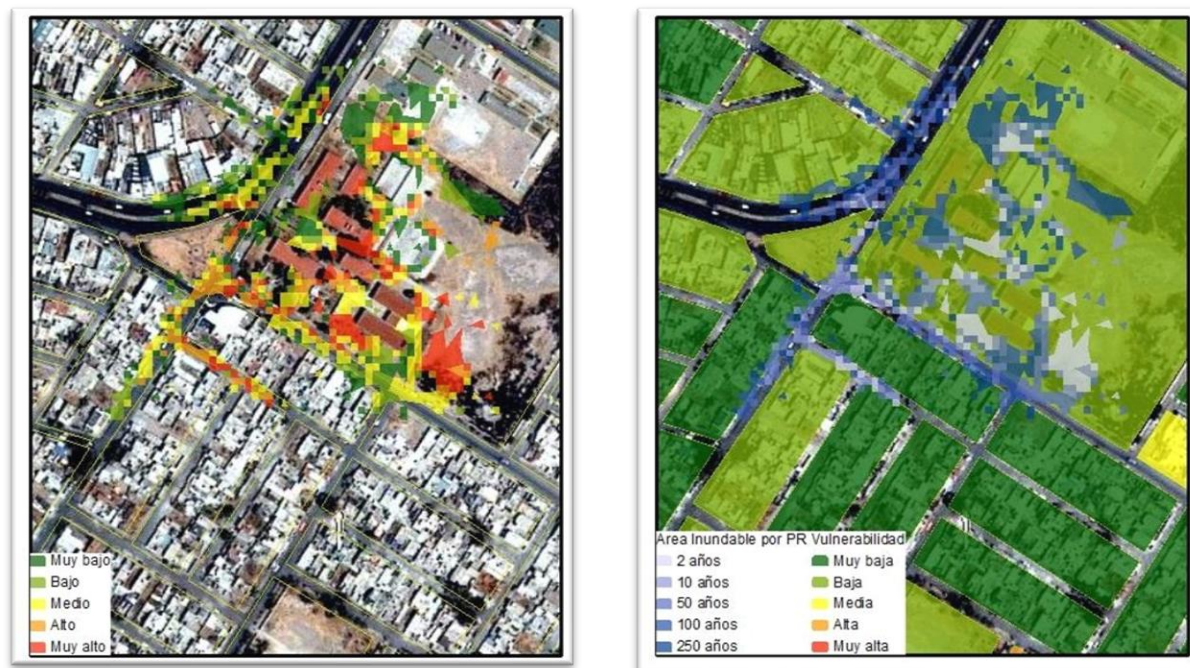 Muy bajo
Bajo
Medio
Alto
Muy alto
Area Inundable por PR Vulnerabilidad
2 años Muy baja
10 años Baja
50 años Media
100 años Alta
250 años Muy alta